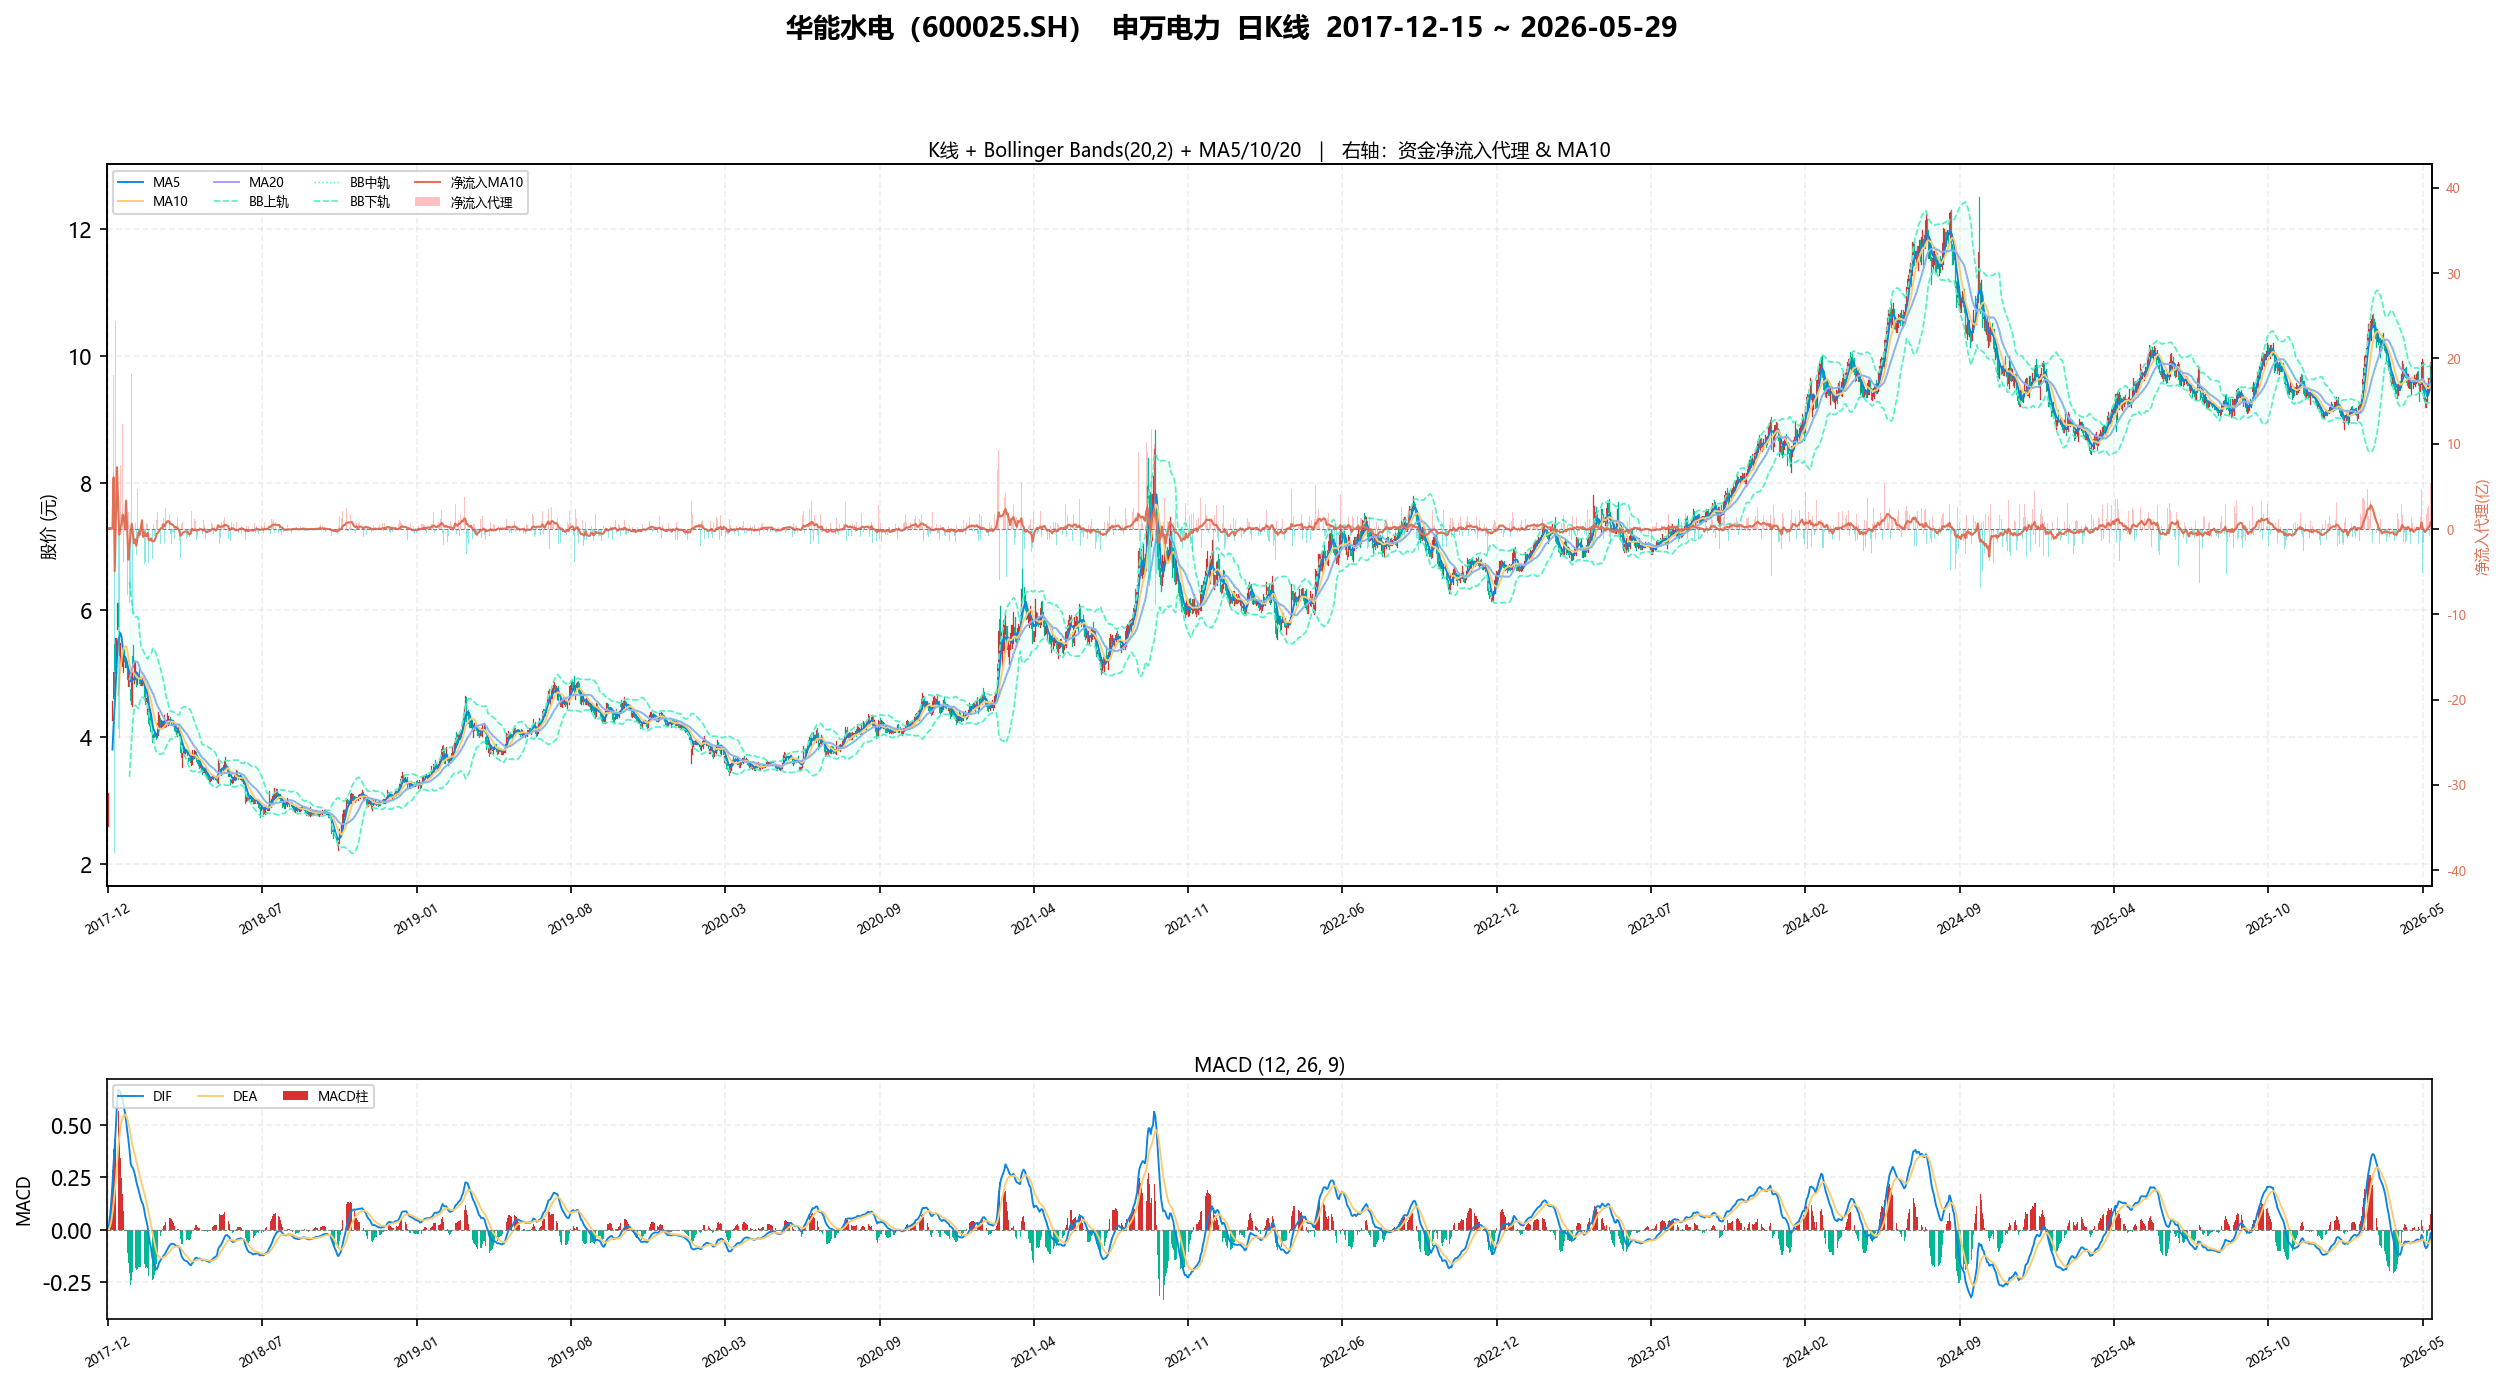 华能水电（600025.SH） 申万电力 日K线 2017-12-15 ~ 2026-05-29
K线 + Bollinger Bands(20,2) + MA5/10/20 | 右轴：资金净流入代理 & MA10
MA5 MA20 BB中轨 净流入MA10
MA10 BB上轨 BB下轨 净流入代理
股价 (元)
12
10
8
6
4
2
40
30
20
10
0
-10
-20
-30
-40
净流入代理(亿)
2017-12 2018-07 2019-01 2019-08 2020-03 2020-09 2021-04 2021-11 2022-06 2022-12 2023-07 2024-02 2024-09 2025-04 2025-10 2026-05
MACD (12, 26, 9)
DIF DEA MACD柱
MACD
0.50
0.25
0.00
-0.25
2017-12 2018-07 2019-01 2019-08 2020-03 2020-09 2021-04 2021-11 2022-06 2022-12 2023-07 2024-02 2024-09 2025-04 2025-10 2026-05